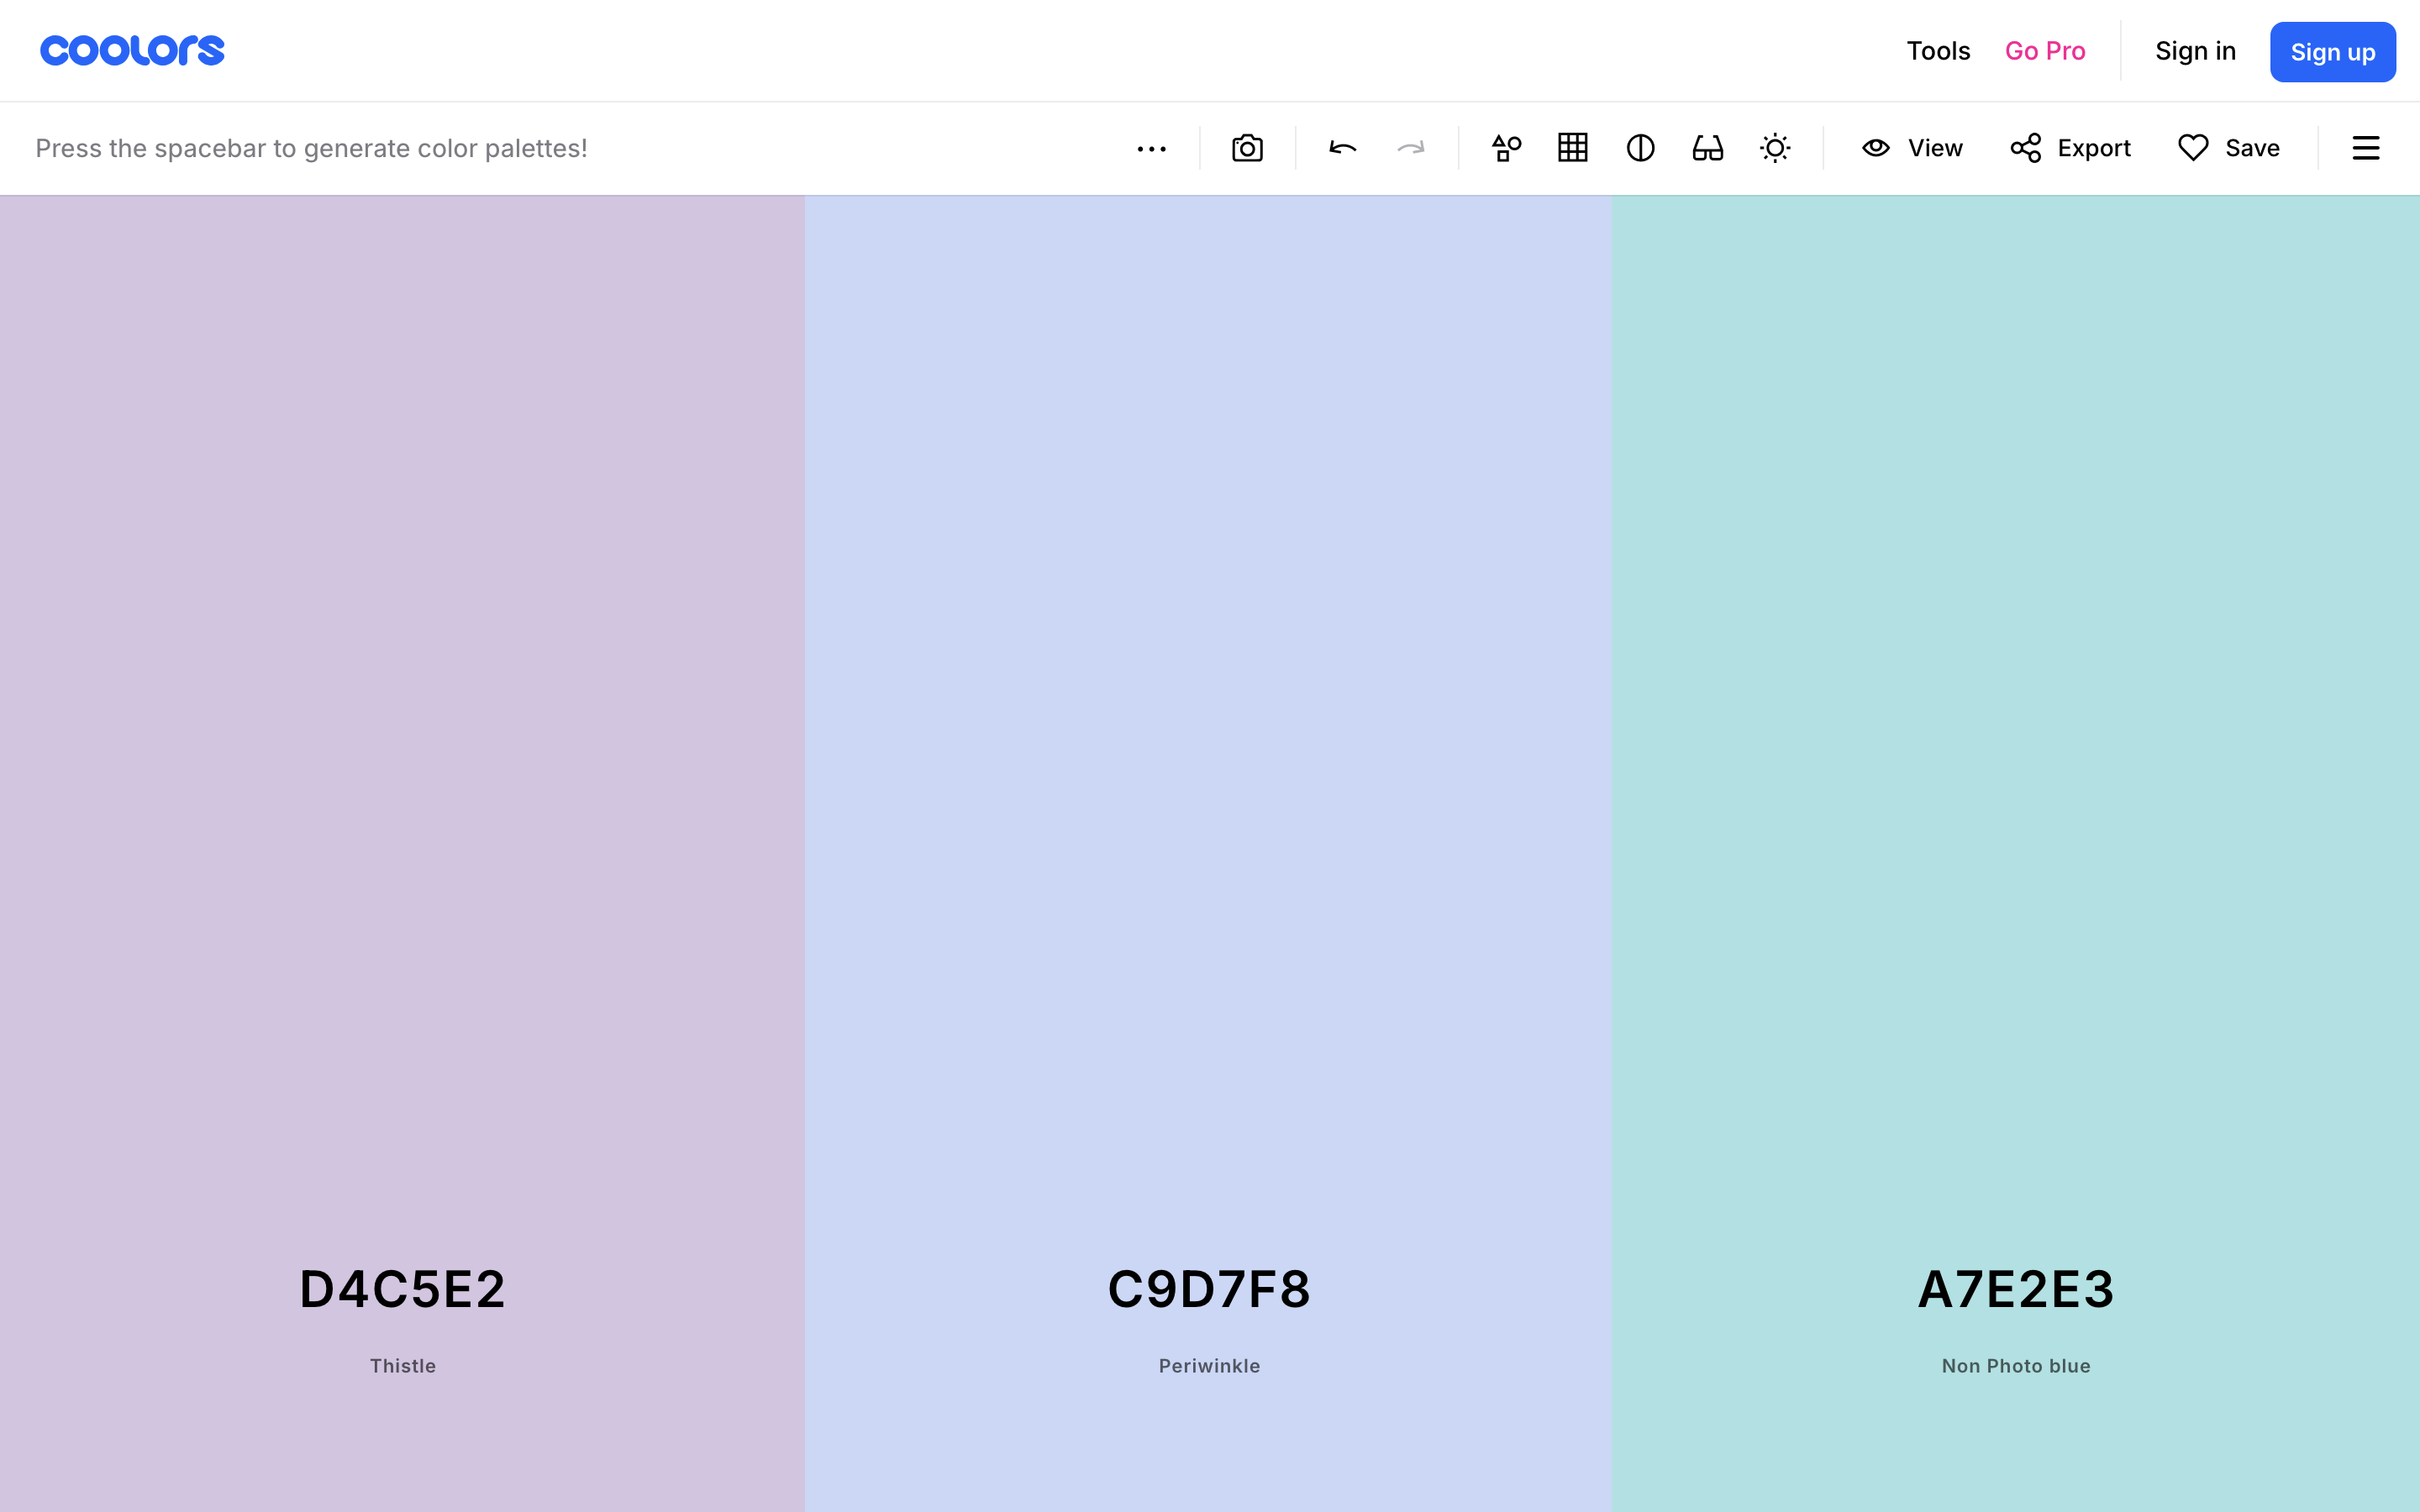 coolors
Tools Go Pro Sign in Sign up
Press the spacebar to generate color palettes! View Export Save
D4C5E2 C9D7F8 A7E2E3
Thistle Periwinkle Non Photo blue